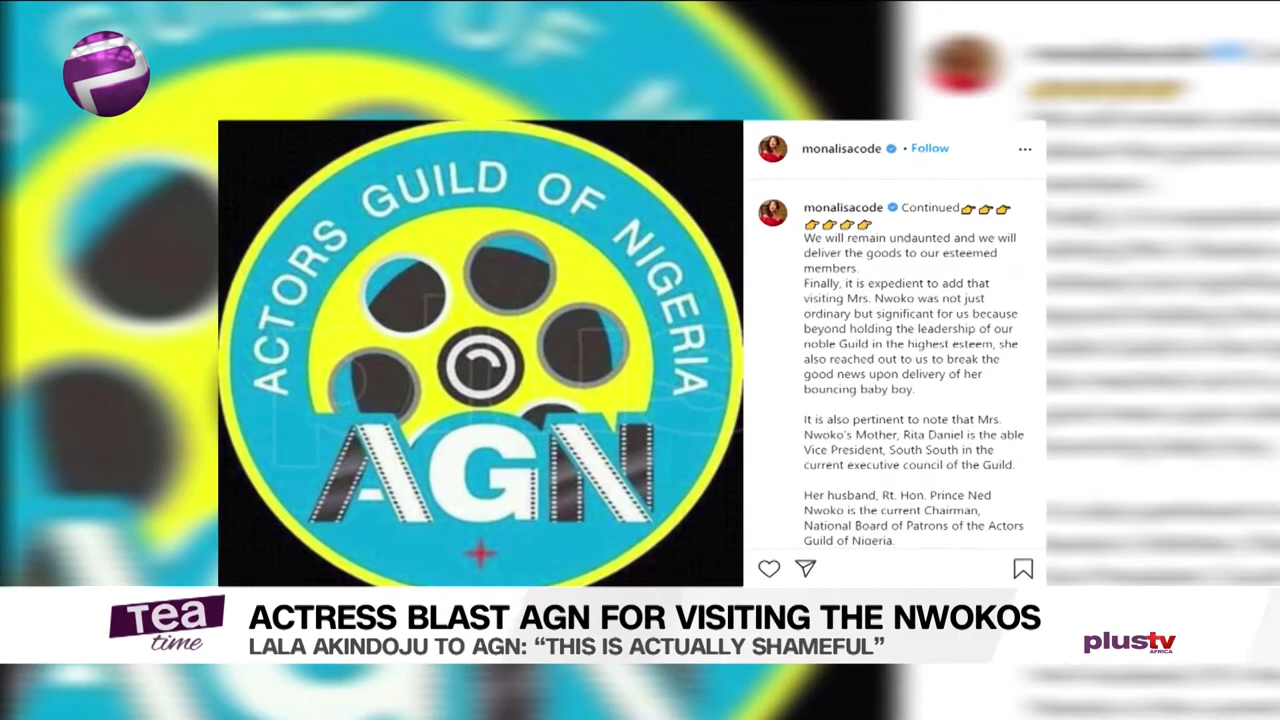 ACTORS GUILD OF NIGERIA
AGN
monalisacode • Follow
monalisacode Continued👉👉👉
👉👉👉👉
We will remain undaunted and we will
deliver the goods to our esteemed
members.
Finally, it is expedient to add that
visiting Mrs. Nwoko was not just
ordinary but significant for us because
beyond holding the leadership of our
noble Guild in the highest esteem, she
also reached out to us to break the
good news upon delivery of her
bouncing baby boy.
It is also pertinent to note that Mrs.
Nwoko's Mother, Rita Daniel is the able
Vice President, South South in the
current executive council of the Guild.
Her husband, Rt. Hon. Prince Ned
Nwoko is the current Chairman,
National Board of Patrons of the Actors
Guild of Nigeria.
Tea
time
ACTRESS BLAST AGN FOR VISITING THE NWOKOS
LALA AKINDOJU TO AGN: “THIS IS ACTUALLY SHAMEFUL”
plustv
AFRICA